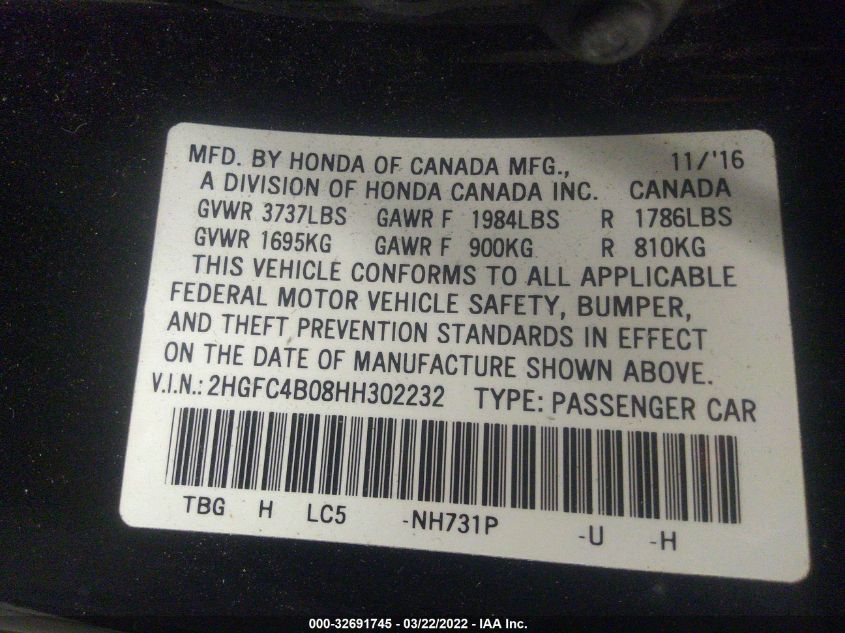 MFD. BY HONDA OF CANADA MFG., 11/'16
A DIVISION OF HONDA CANADA INC. CANADA
GVWR 3737LBS GAWR F 1984LBS R 1786LBS
GVWR 1695KG GAWR F 900KG R 810KG
THIS VEHICLE CONFORMS TO ALL APPLICABLE
FEDERAL MOTOR VEHICLE SAFETY, BUMPER,
AND THEFT PREVENTION STANDARDS IN EFFECT
ON THE DATE OF MANUFACTURE SHOWN ABOVE.
V.I.N.: 2HGFC4B08HH302232 TYPE: PASSENGER CAR
TBG H LC5 -NH731P -U -H
000-32691745 - 03/22/2022 - IAA Inc.